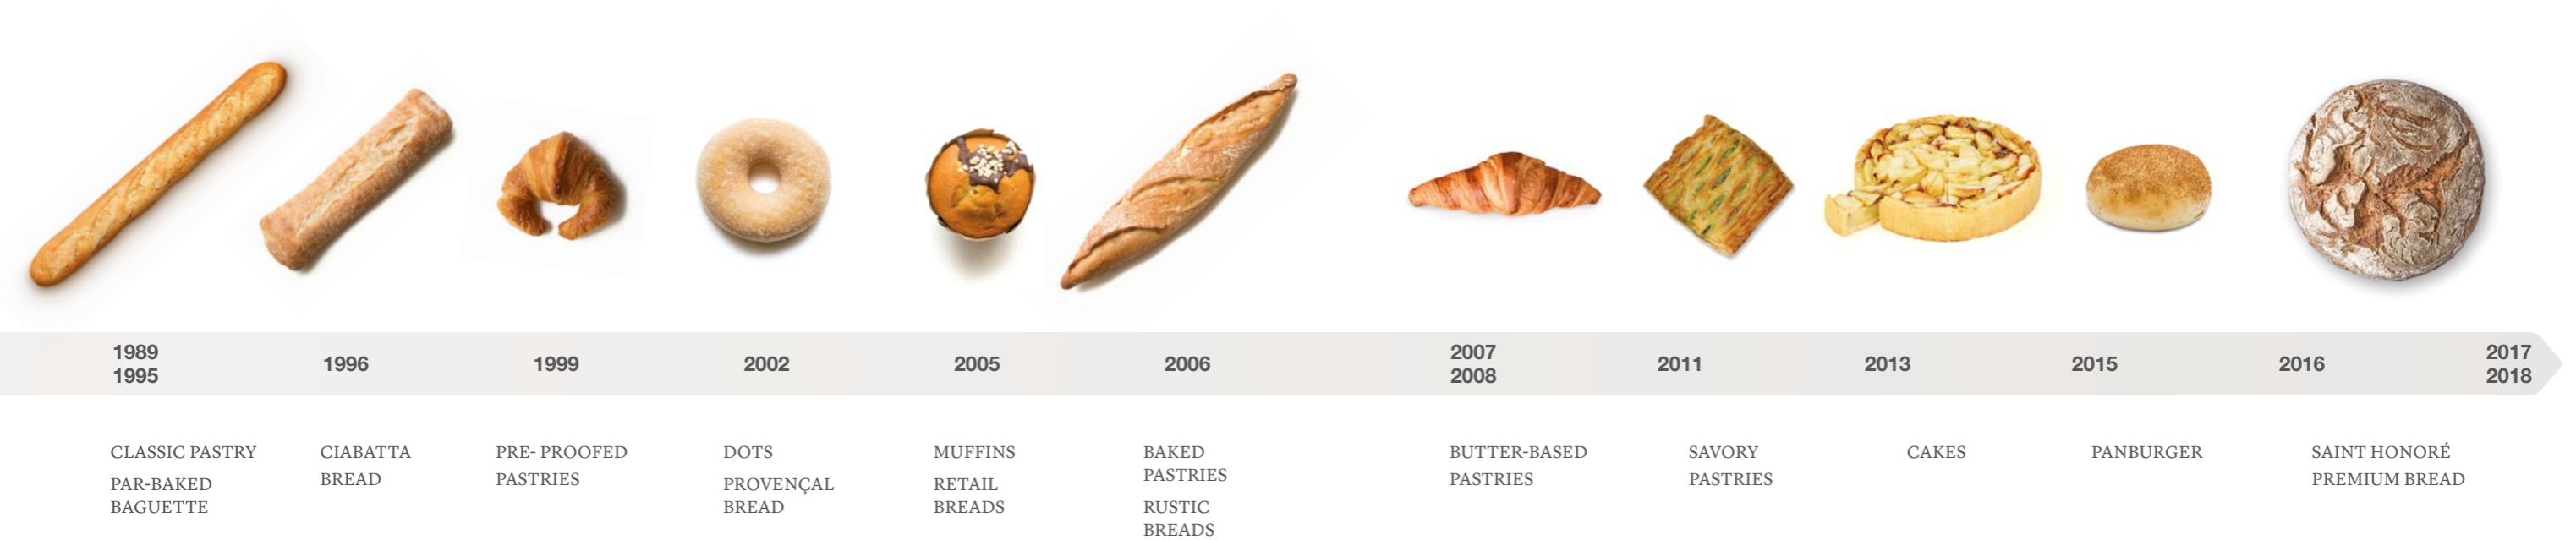 1989
1995
1996
1999
2002
2005
2006
2007
2008
2011
2013
2015
2016
2017
2018
CLASSIC PASTRY
PAR-BAKED
BAGUETTE
CIABATTA
BREAD
PRE- PROOFED
PASTRIES
DOTS
PROVENÇAL
BREAD
MUFFINS
RETAIL
BREADS
BAKED
PASTRIES
RUSTIC
BREADS
BUTTER-BASED
PASTRIES
SAVORY
PASTRIES
CAKES
PANBURGER
SAINT HONORÉ
PREMIUM BREAD